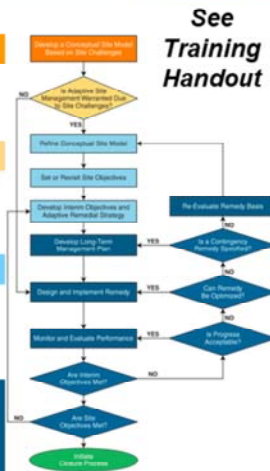 See
Training
Handout
Develop a Conceptual Site Model
Based on Site Challenges
NO
Is Adaptive Site
Management Warranted Due
to Site Challenges?
YES
Refine Conceptual Site Model
Set or Revisit Site Objectives
Develop Interim Objectives and
Adaptive Remedial Strategy
Re-Evaluate Remedy Basis
NO
Develop Long-Term
Management Plan
YES
Is a Contingency
Remedy Specified?
NO
Design and Implement Remedy
YES
Can Remedy
Be Optimized?
NO
Monitor and Evaluate Performance
YES
Is Progress
Acceptable?
Are Interim
Objectives Met?
NO
NO
Are Site
Objectives Met?
Initiate
Closure Process